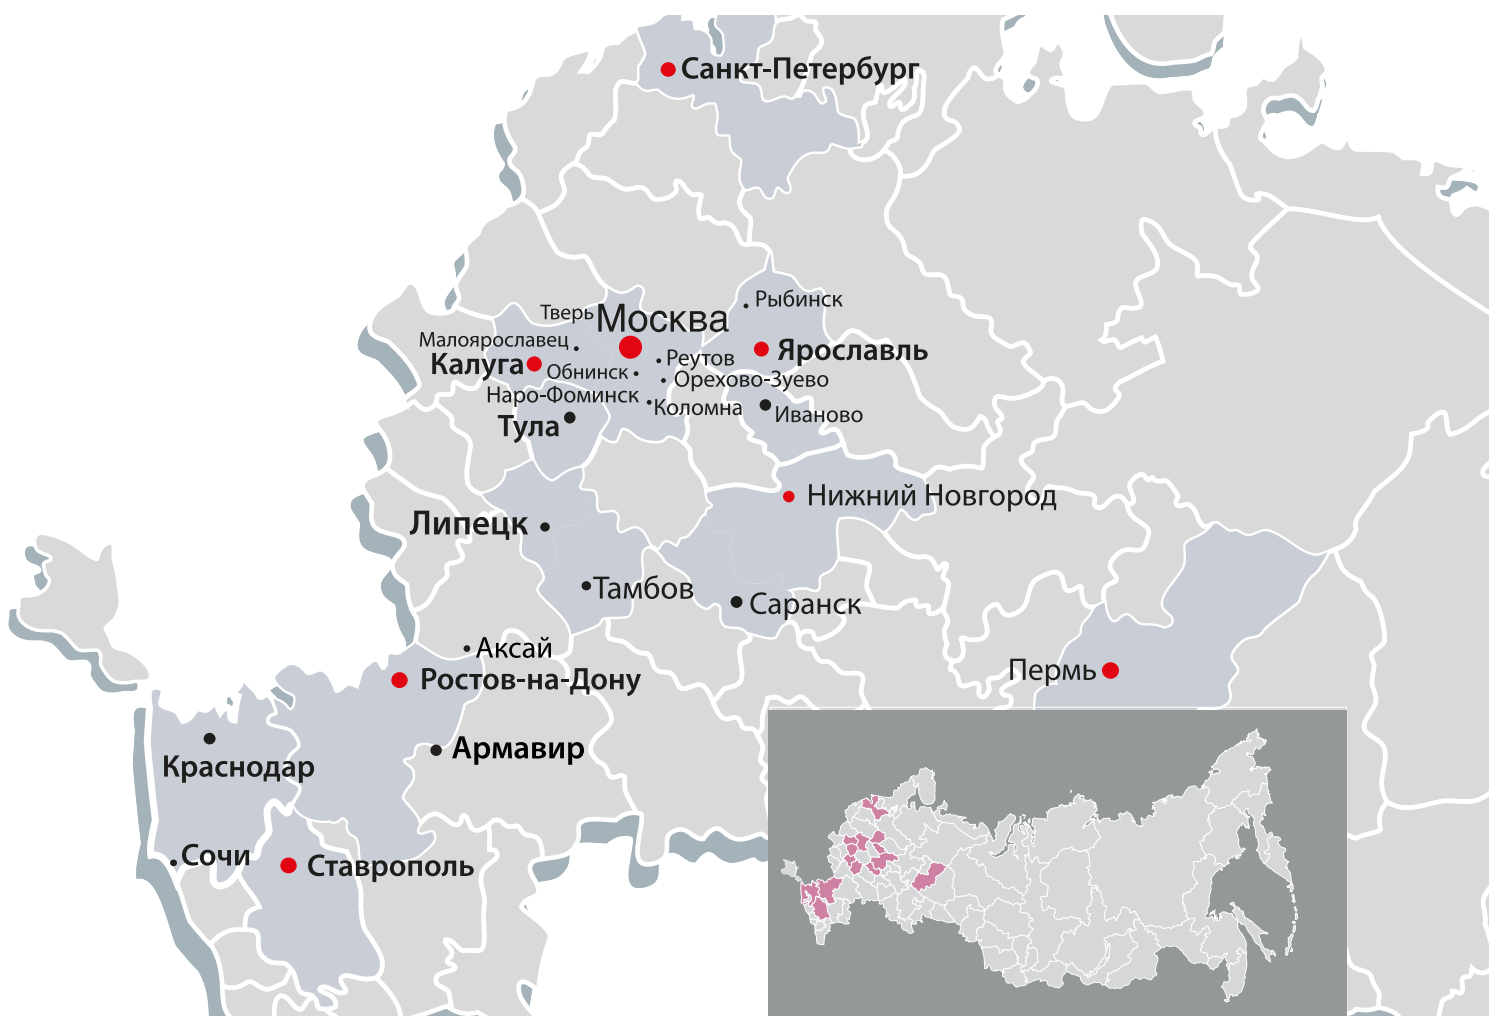 Санкт-Петербург
Рыбинск
Тверь
Москва
Малоярославец
Калуга
Ярославль
Реутов
Обнинск
Орехово-Зуево
Наро-Фоминск
Коломна
Иваново
Тула
Нижний Новгород
Липецк
Тамбов
Саранск
Аксай
Пермь
Ростов-на-Дону
Армавир
Краснодар
Сочи
Ставрополь